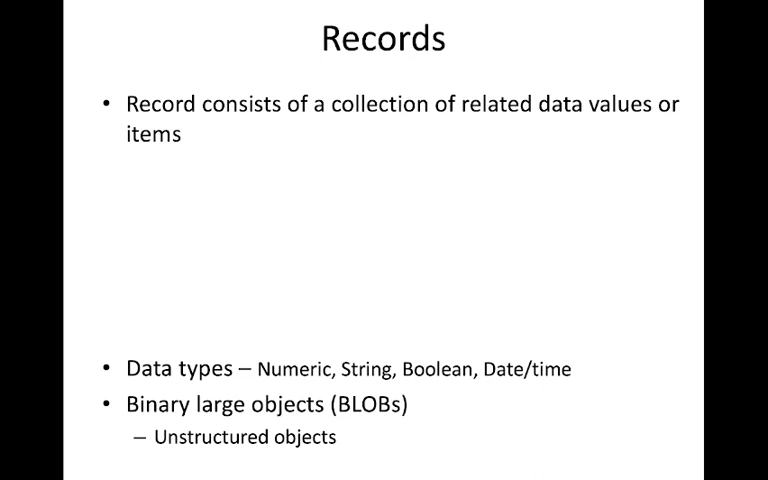 Records
• Record consists of a collection of related data values or
items
• Data types – Numeric, String, Boolean, Date/time
• Binary large objects (BLOBs)
– Unstructured objects